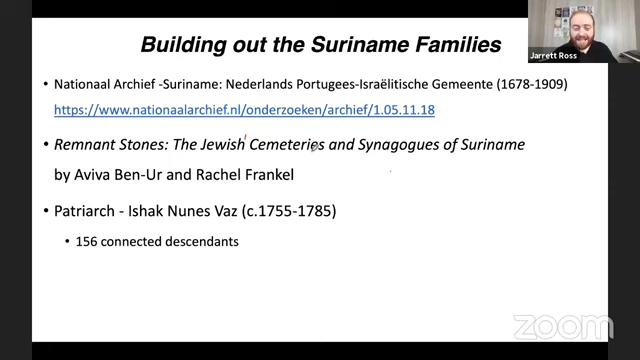 Building out the Suriname Families
Jarrett Ross
• Nationaal Archief -Suriname: Nederlands Portugees-Israëlitische Gemeente (1678-1909)
https://www.nationaalarchief.nl/onderzoeken/archief/1.05.11.18
• Remnant Stones: The Jewish Cemeteries and Synagogues of Suriname
by Aviva Ben-Ur and Rachel Frankel
• Patriarch - Ishak Nunes Vaz (c.1755-1785)
• 156 connected descendants
zoom